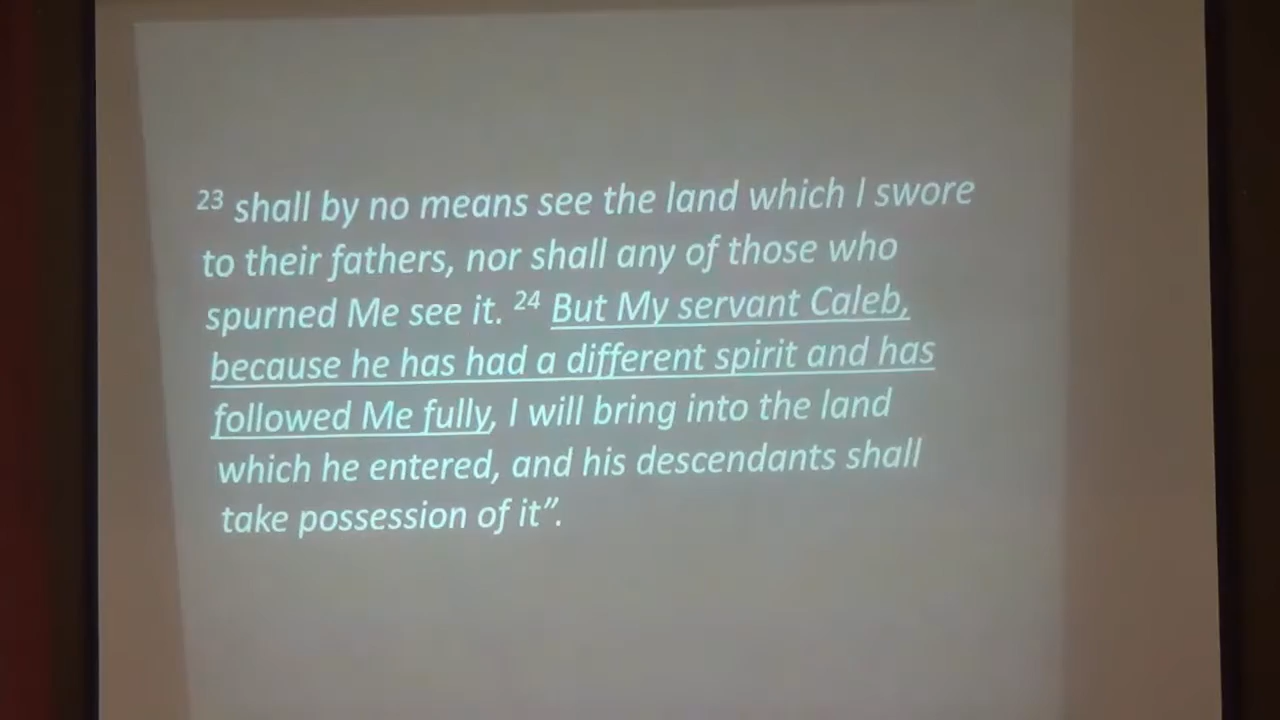 23 shall by no means see the land which I swore
to their fathers, nor shall any of those who
spurned Me see it. 24 But My servant Caleb,
because he has had a different spirit and has
followed Me fully, I will bring into the land
which he entered, and his descendants shall
take possession of it”.